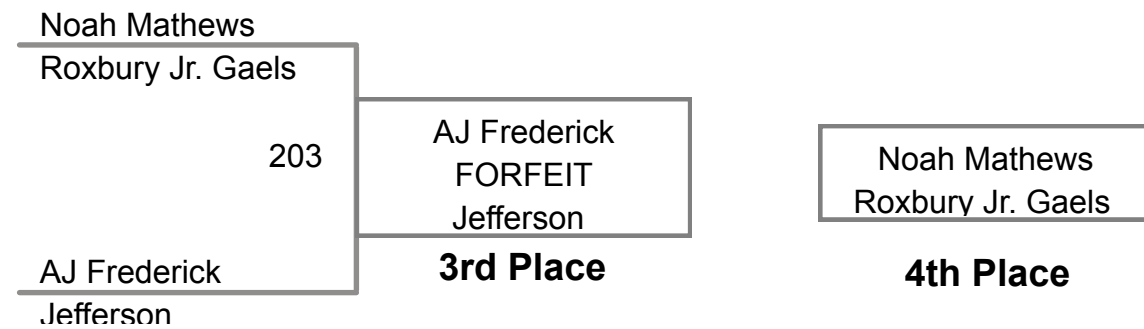 Noah Mathews
Roxbury Jr. Gaels
203
AJ Frederick
Jefferson
AJ Frederick
FORFEIT
Jefferson
3rd Place
Noah Mathews
Roxbury Jr. Gaels
4th Place